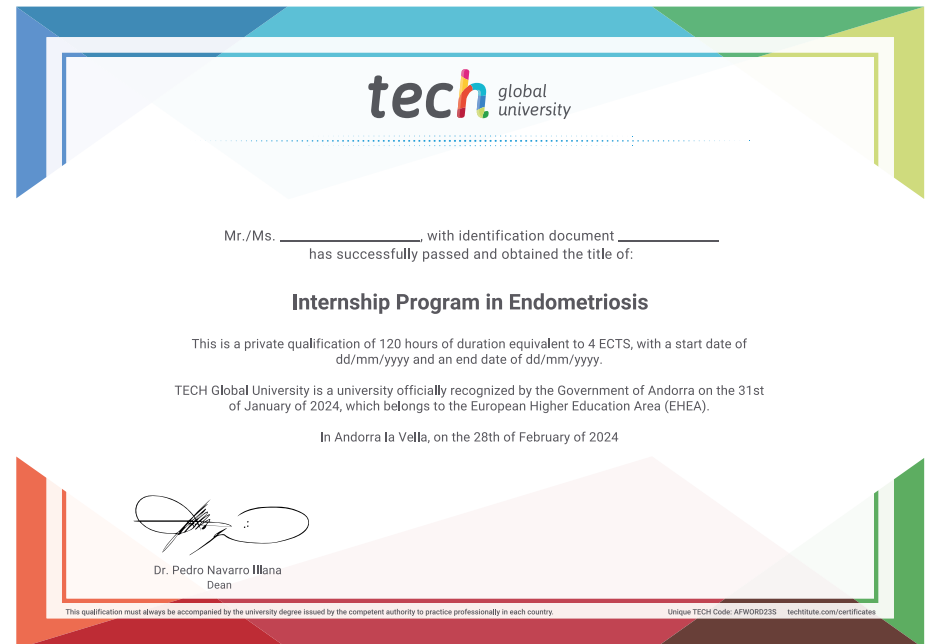 tech global university
Mr./Ms. ____________, with identification document ____________
has successfully passed and obtained the title of:
Internship Program in Endometriosis
This is a private qualification of 120 hours of duration equivalent to 4 ECTS, with a start date of
dd/mm/yyyy and an end date of dd/mm/yyyy.
TECH Global University is a university officially recognized by the Government of Andorra on the 31st
of January of 2024, which belongs to the European Higher Education Area (EHEA).
In Andorra la Vella, on the 28th of February of 2024
Dr. Pedro Navarro Illana
Dean
This qualification must always be accompanied by the university degree issued by the competent authority to practice professionally in each country.
Unique TECH Code: AFWORD23S techtitute.com/certificates